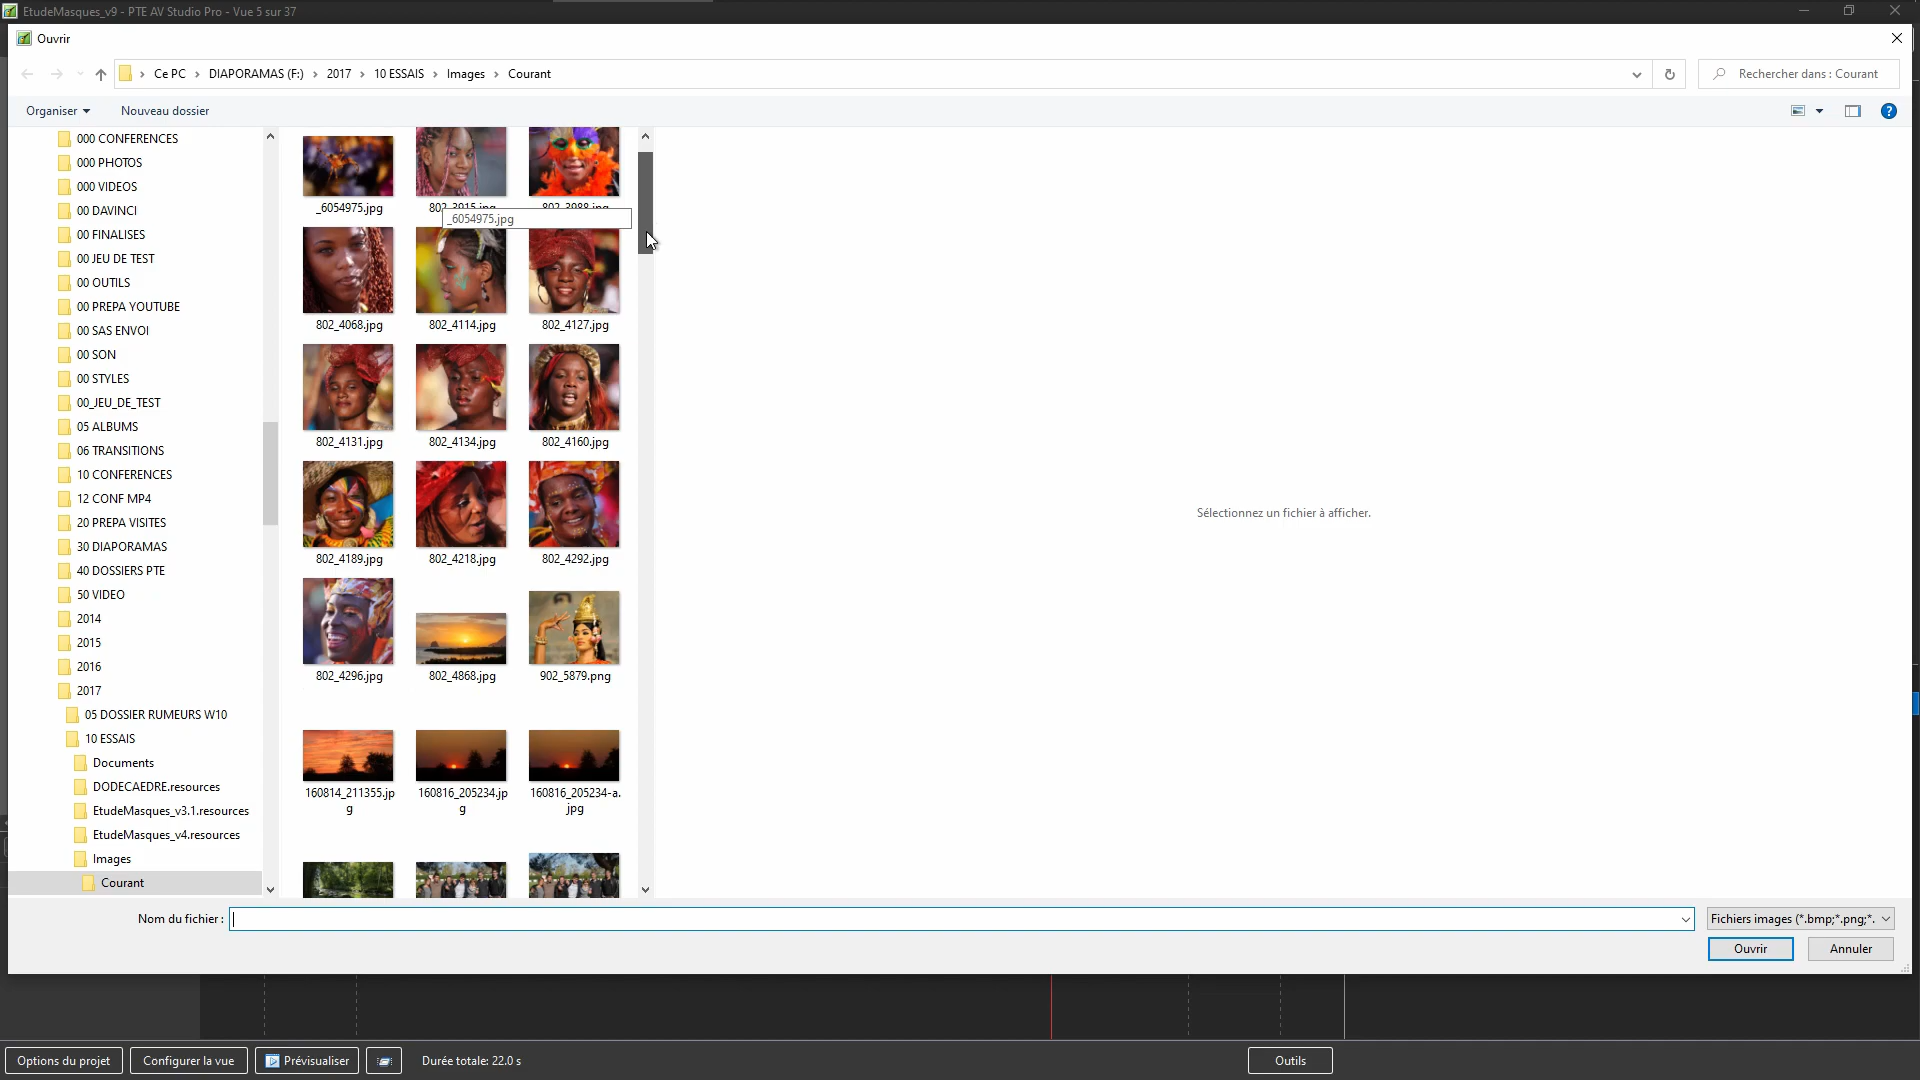 EtudeMasques_v9 - PTE AV Studio Pro - Vue 5 sur 37
Ouvrir
Ce PC › DIAPORAMAS (F:) › 2017 › 10 ESSAIS › Images › Courant
Rechercher dans : Courant
Organiser
Nouveau dossier
000 CONFERENCES
000 PHOTOS
000 VIDEOS
00 DAVINCI
00 FINALISES
00 JEU DE TEST
00 OUTILS
00 PREPA YOUTUBE
00 SAS ENVOI
00 SON
00 STYLES
00_JEU_DE_TEST
05 ALBUMS
06 TRANSITIONS
10 CONFERENCES
12 CONF MP4
20 PREPA VISITES
30 DIAPORAMAS
40 DOSSIERS PTE
50 VIDEO
2014
2015
2016
2017
05 DOSSIER RUMEURS W10
10 ESSAIS
Documents
DODECAEDRE.resources
EtudeMasques_v3.1.resources
EtudeMasques_v4.resources
Images
Courant
_6054975.jpg
802_3915.jpg
802_3988.jpg
_6054975.jpg
802_4068.jpg
802_4114.jpg
802_4127.jpg
802_4131.jpg
802_4134.jpg
802_4160.jpg
802_4189.jpg
802_4218.jpg
802_4292.jpg
802_4296.jpg
802_4868.jpg
902_5879.png
160814_211355.jp
g
160816_205234.jp
g
160816_205234-a.
jpg
Sélectionnez un fichier à afficher.
Nom du fichier :
Fichiers images (*.bmp;*.png;*.
Ouvrir
Annuler
Options du projet
Configurer la vue
Prévisualiser
Durée totale: 22.0 s
Outils